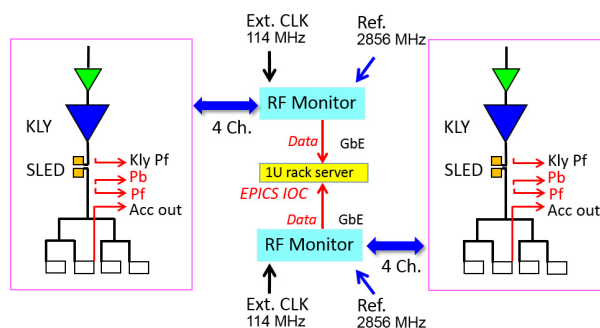 Ext. CLK
114 MHz
Ref.
2856 MHz
KLY
SLED
Kly Pf
Pb
Pf
Acc out
4 Ch.
RF Monitor
Data
GbE
1U rack server
EPICS IOC
Data
GbE
RF Monitor
4 Ch.
Ext. CLK
114 MHz
Ref.
2856 MHz
KLY
SLED
Kly Pf
Pb
Pf
Acc out